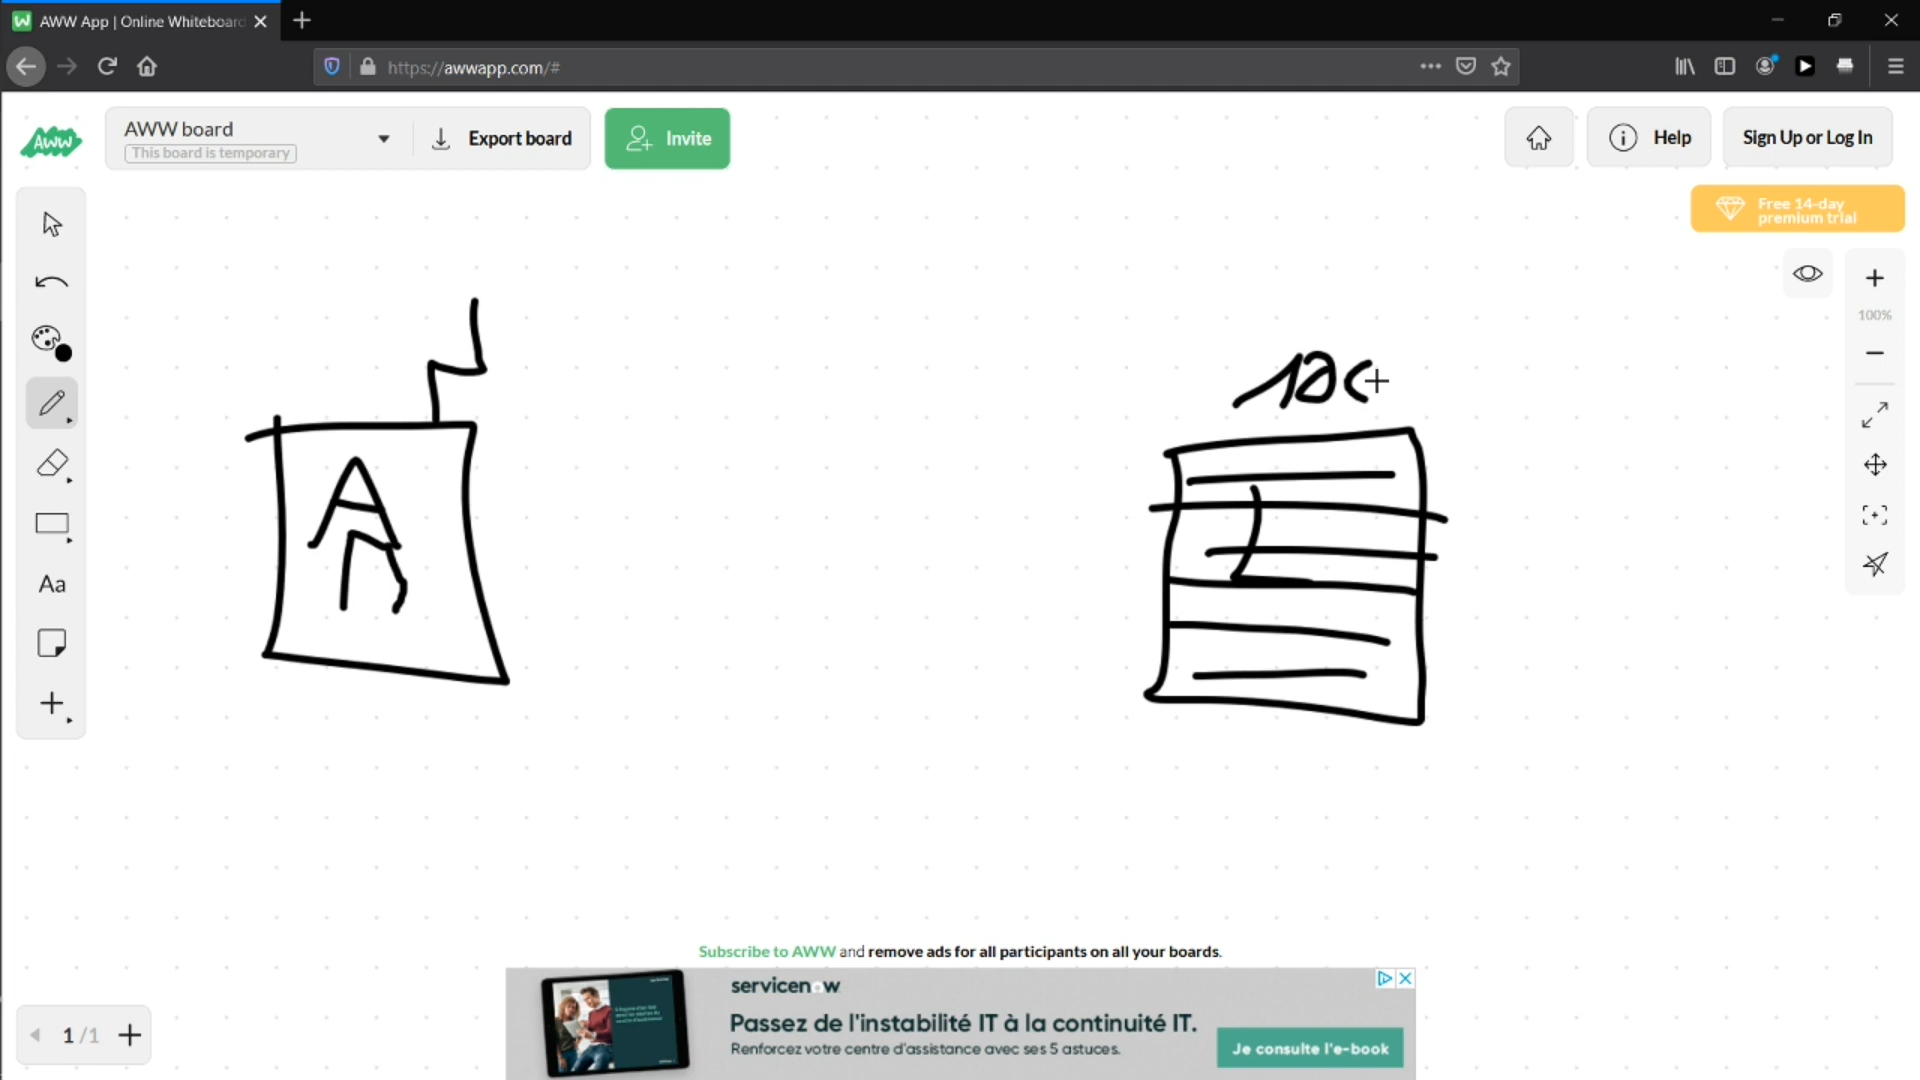 AWW App | Online Whiteboard
https://awwapp.com/#
AWW
AWW board
This board is temporary
Export board
Invite
Help
Sign Up or Log In
Free 14-day
premium trial
100%
Aa
A
Subscribe to AWW and remove ads for all participants on all your boards.
servicenow
Passez de l'instabilité IT à la continuité IT.
Renforcez votre centre d'assistance avec ses 5 astuces.
Je consulte l'e-book
1 /1